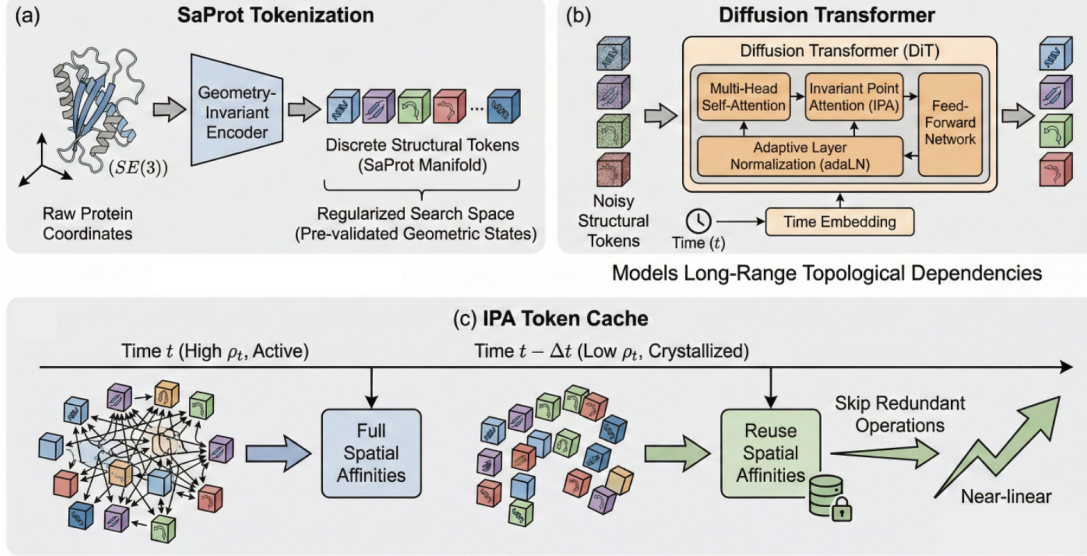 (a) SaProt Tokenization
(SE(3))
Raw Protein
Coordinates
Geometry-
Invariant
Encoder
...
Discrete Structural Tokens
(SaProt Manifold)
Regularized Search Space
(Pre-validated Geometric States)
(b) Diffusion Transformer
Noisy
Structural
Tokens
Diffusion Transformer (DiT)
Multi-Head
Self-Attention
Invariant Point
Attention (IPA)
Feed-
Forward
Network
Adaptive Layer
Normalization (adaLN)
Time (t)
Time Embedding
Models Long-Range Topological Dependencies
(c) IPA Token Cache
Time t (High ρₜ, Active)
Time t − Δt (Low ρₜ, Crystallized)
Full
Spatial
Affinities
Reuse
Spatial
Affinities
Skip Redundant
Operations
Near-linear